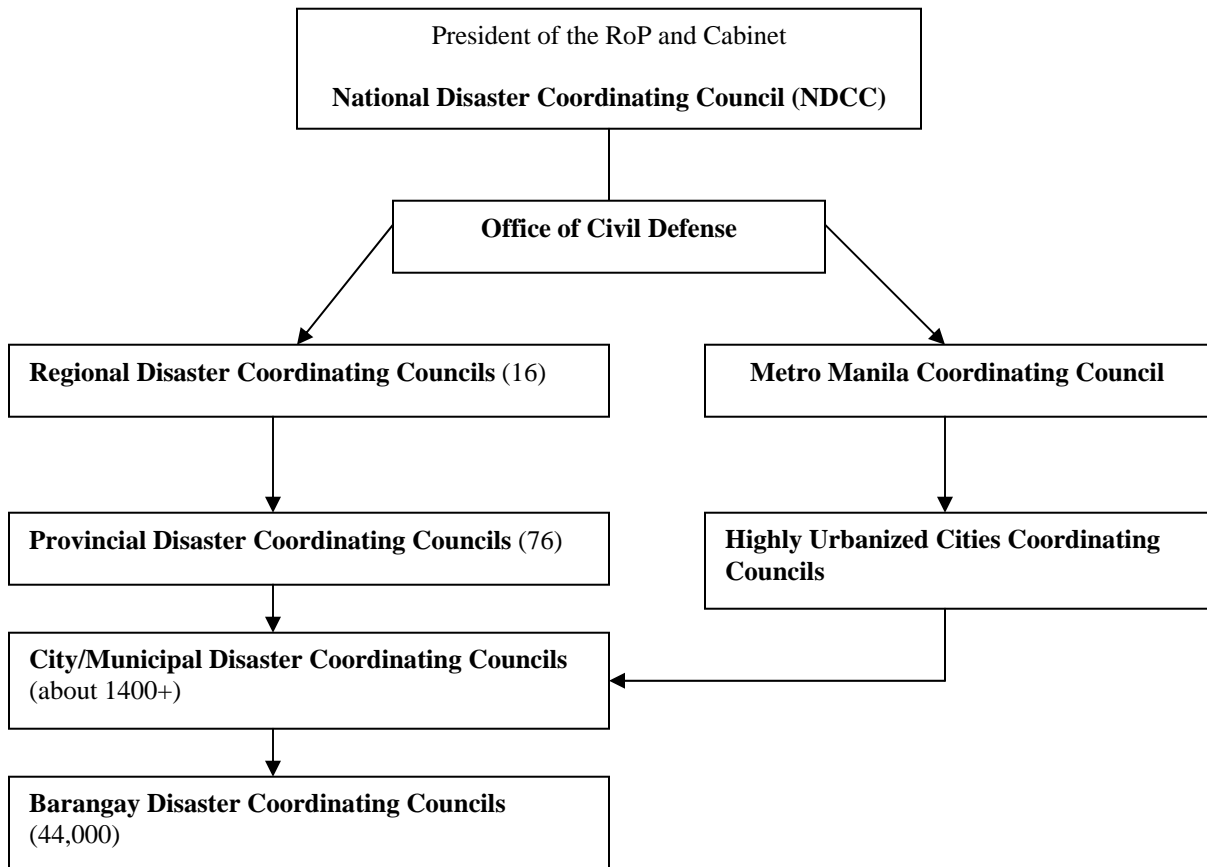 President of the RoP and Cabinet
National Disaster Coordinating Council (NDCC)
Office of Civil Defense
Regional Disaster Coordinating Councils (16)
Metro Manila Coordinating Council
Provincial Disaster Coordinating Councils (76)
Highly Urbanized Cities Coordinating
Councils
City/Municipal Disaster Coordinating Councils
(about 1400+)
Barangay Disaster Coordinating Councils
(44,000)